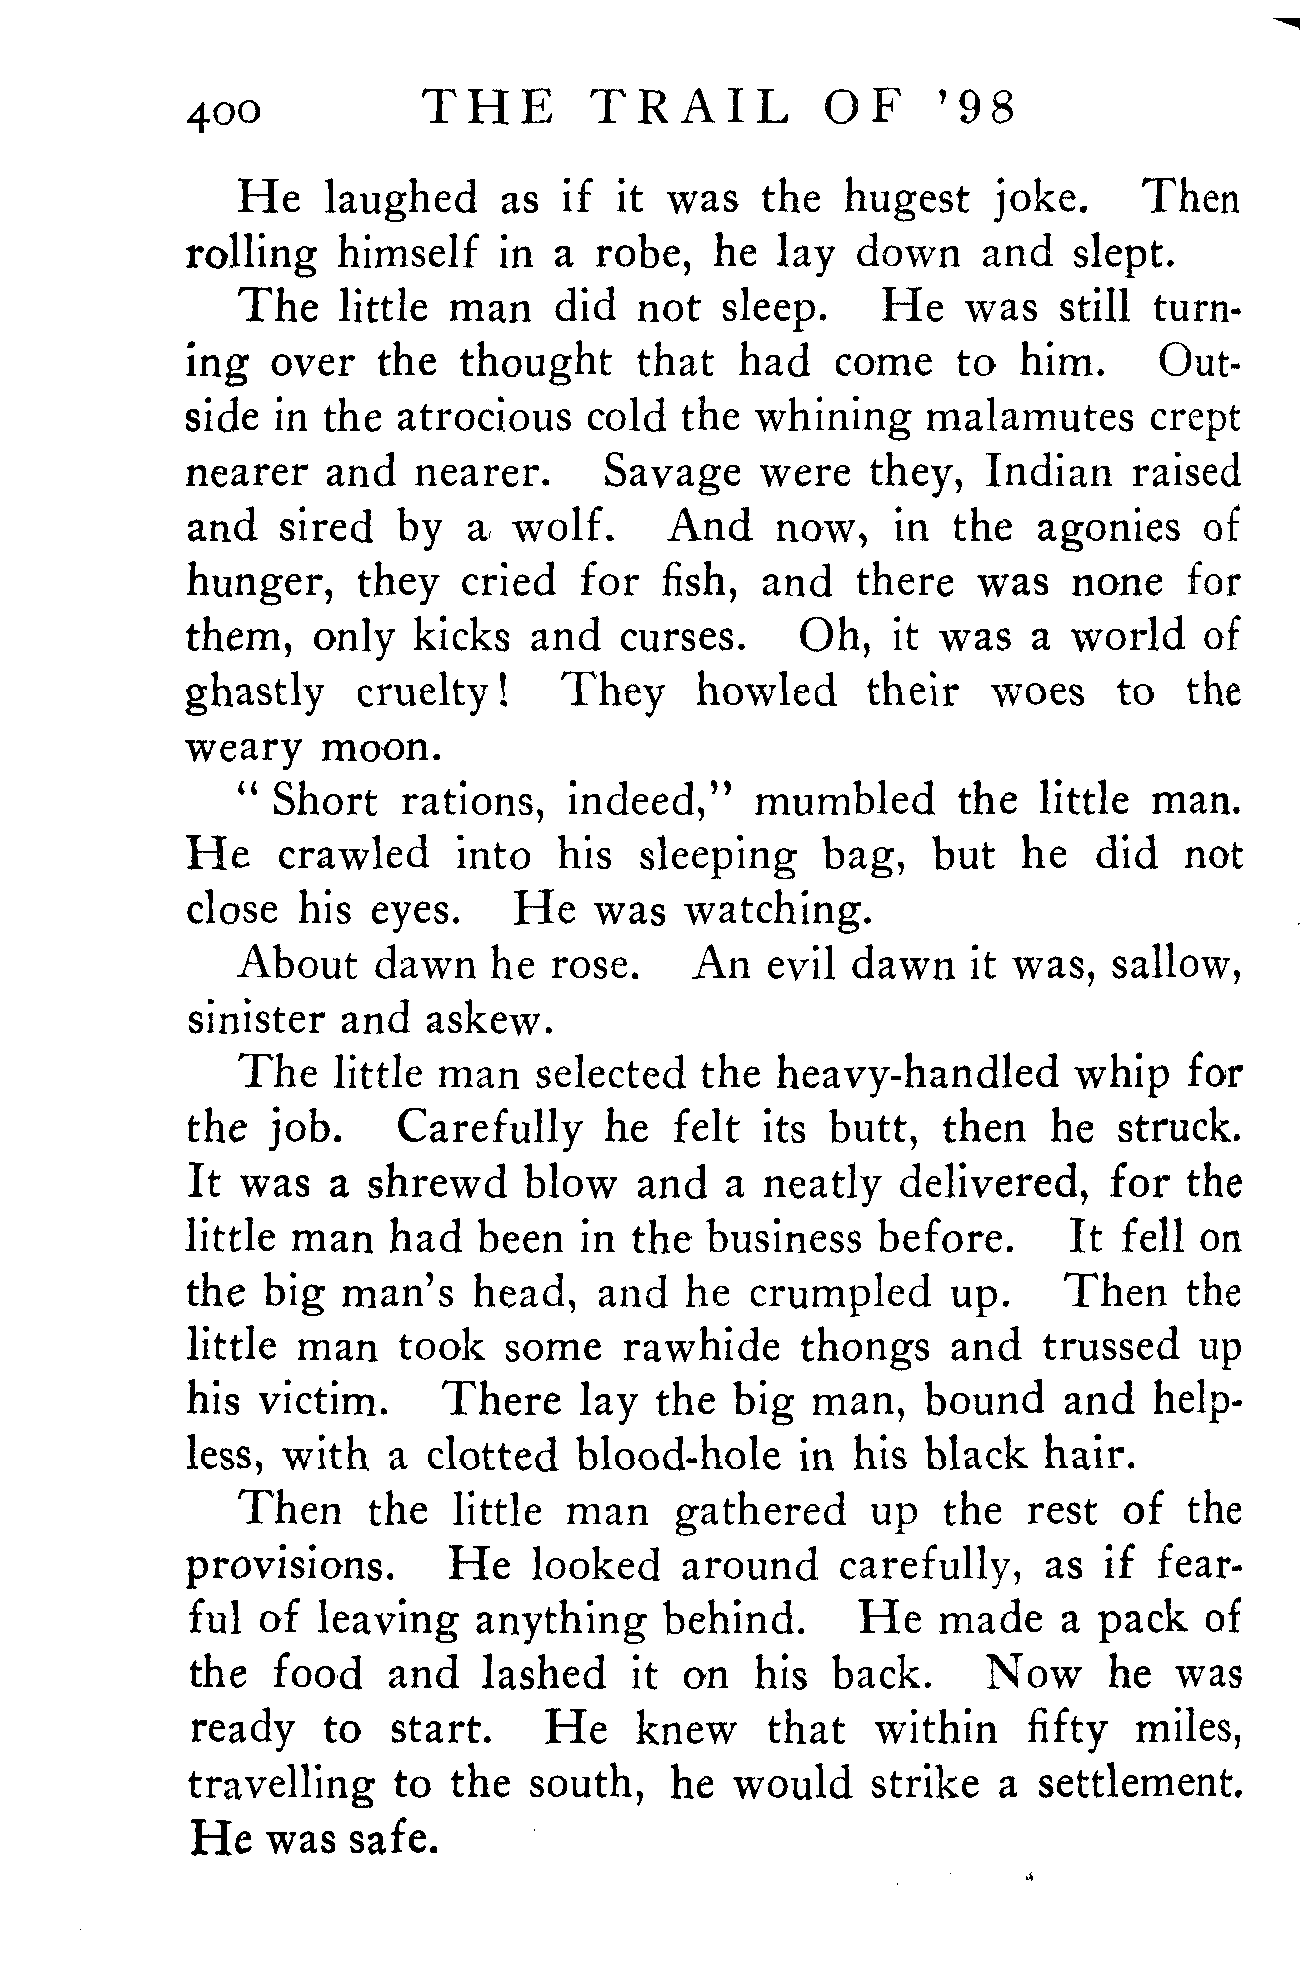 400 THE TRAIL OF '98
He laughed as if it was the hugest joke. Then
rolling himself in a robe, he lay down and slept.
The little man did not sleep. He was still turn-
ing over the thought that had come to him. Out-
side in the atrocious cold the whining malamutes crept
nearer and nearer. Savage were they, Indian raised
and sired by a wolf. And now, in the agonies of
hunger, they cried for fish, and there was none for
them, only kicks and curses. Oh, it was a world of
ghastly cruelty! They howled their woes to the
weary moon.
"Short rations, indeed," mumbled the little man.
He crawled into his sleeping bag, but he did not
close his eyes. He was watching.
About dawn he rose. An evil dawn it was, sallow,
sinister and askew.
The little man selected the heavy-handled whip for
the job. Carefully he felt its butt, then he struck.
It was a shrewd blow and a neatly delivered, for the
little man had been in the business before. It fell on
the big man's head, and he crumpled up. Then the
little man took some rawhide thongs and trussed up
his victim. There lay the big man, bound and help-
less, with a clotted blood-hole in his black hair.
Then the little man gathered up the rest of the
provisions. He looked around carefully, as if fear-
ful of leaving anything behind. He made a pack of
the food and lashed it on his back. Now he was
ready to start. He knew that within fifty miles,
travelling to the south, he would strike a settlement.
He was safe.